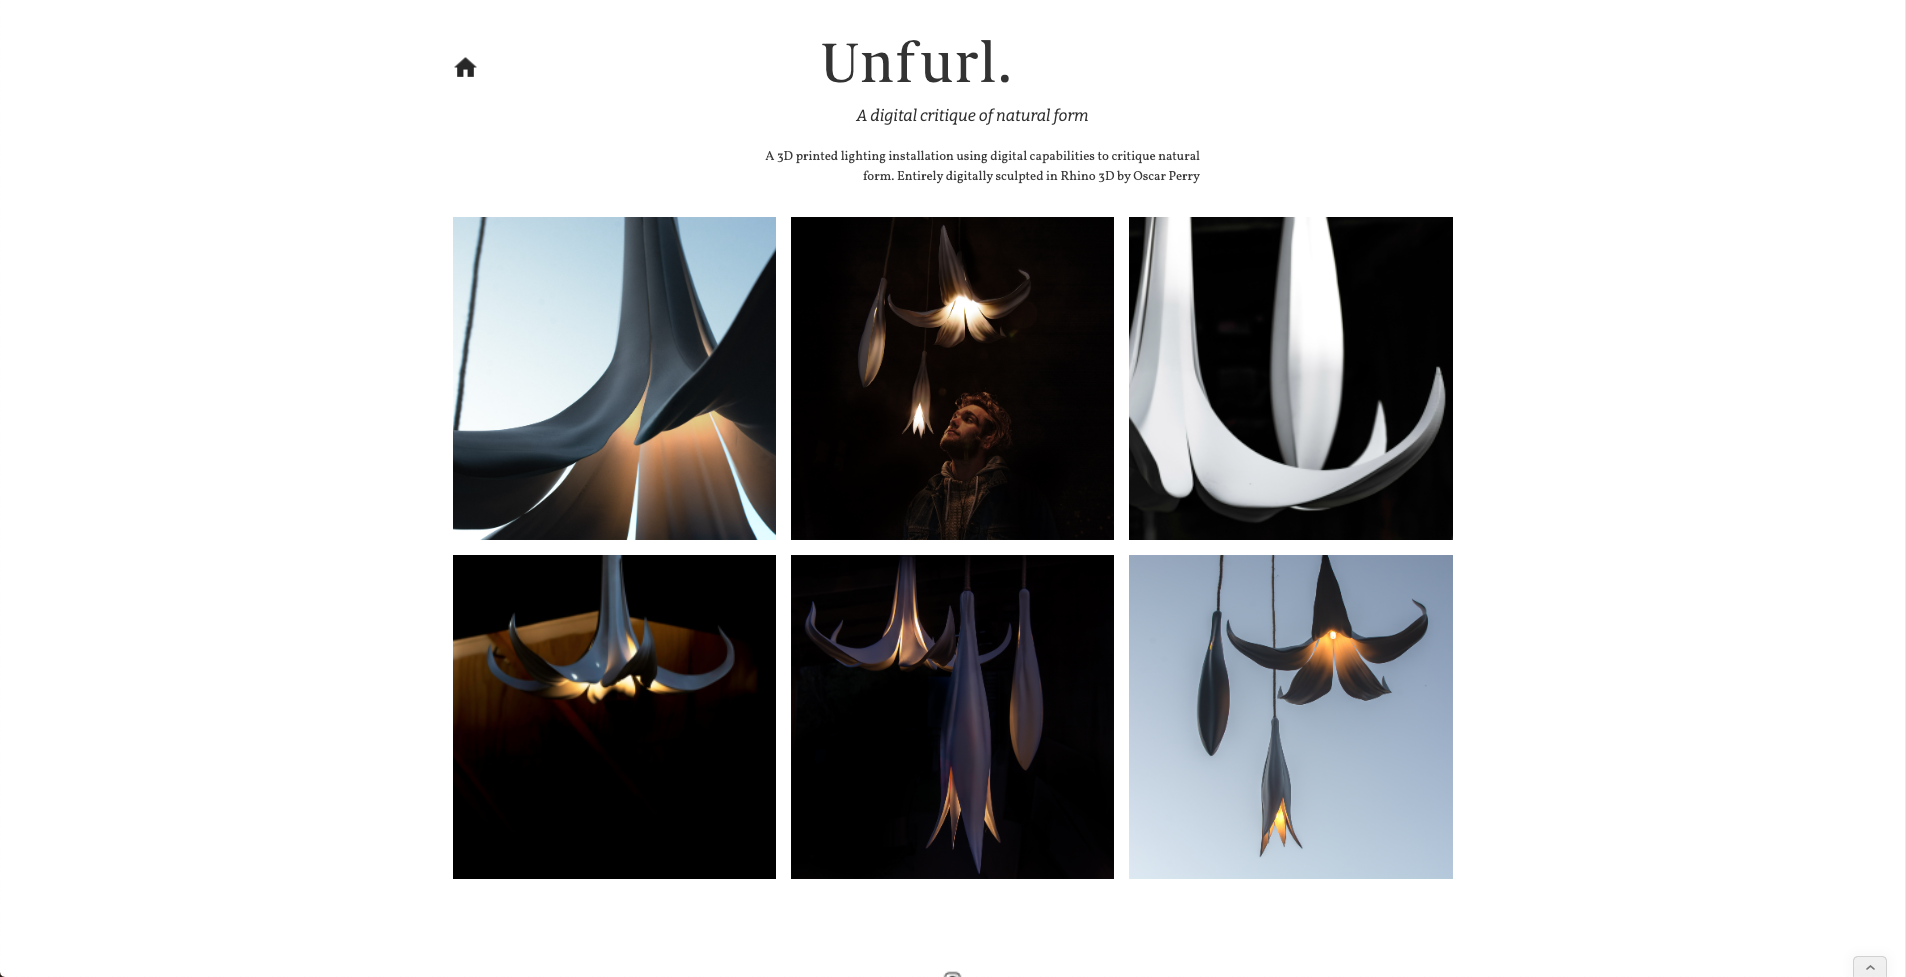 Unfurl.
A digital critique of natural form
A 3D printed lighting installation using digital capabilities to critique natural
form. Entirely digitally sculpted in Rhino 3D by Oscar Perry